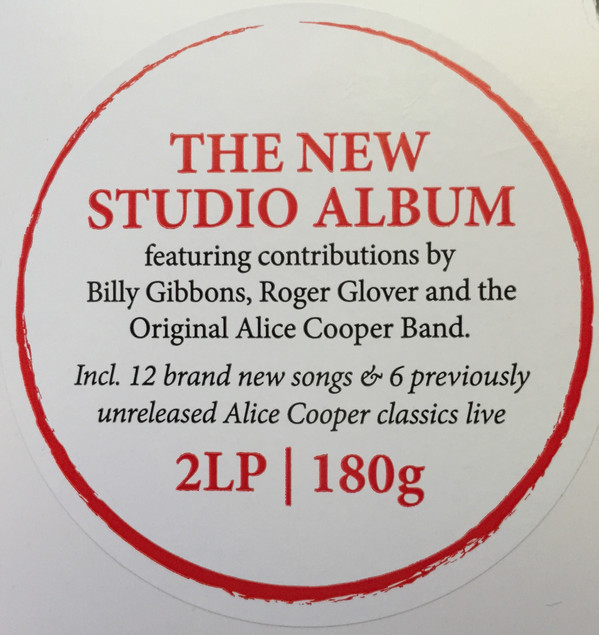 THE NEW
STUDIO ALBUM
featuring contributions by
Billy Gibbons, Roger Glover and the
Original Alice Cooper Band.
Incl. 12 brand new songs & 6 previously
unreleased Alice Cooper classics live
2LP | 180g